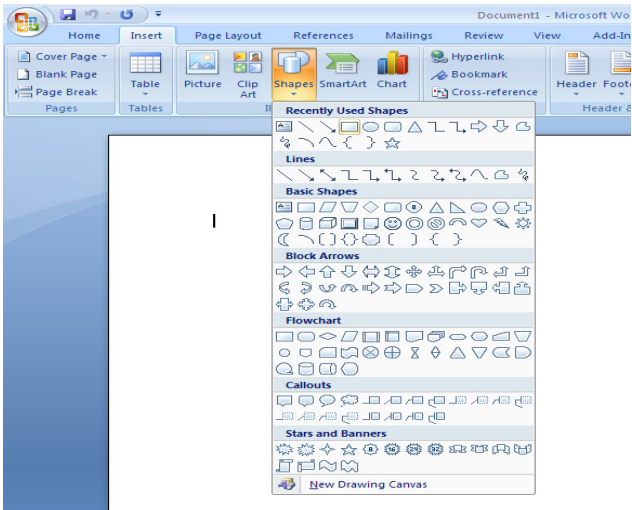 Document1 - Microsoft Wo
Home Insert Page Layout References Mailings Review View Add-In
Cover Page
Blank Page
Page Break
Pages
Table
Tables
Picture Clip Art Shapes SmartArt Chart
Hyperlink
Bookmark
Cross-reference
Header Foot
Header &
Recently Used Shapes
Lines
Basic Shapes
Block Arrows
Flowchart
Callouts
Stars and Banners
New Drawing Canvas